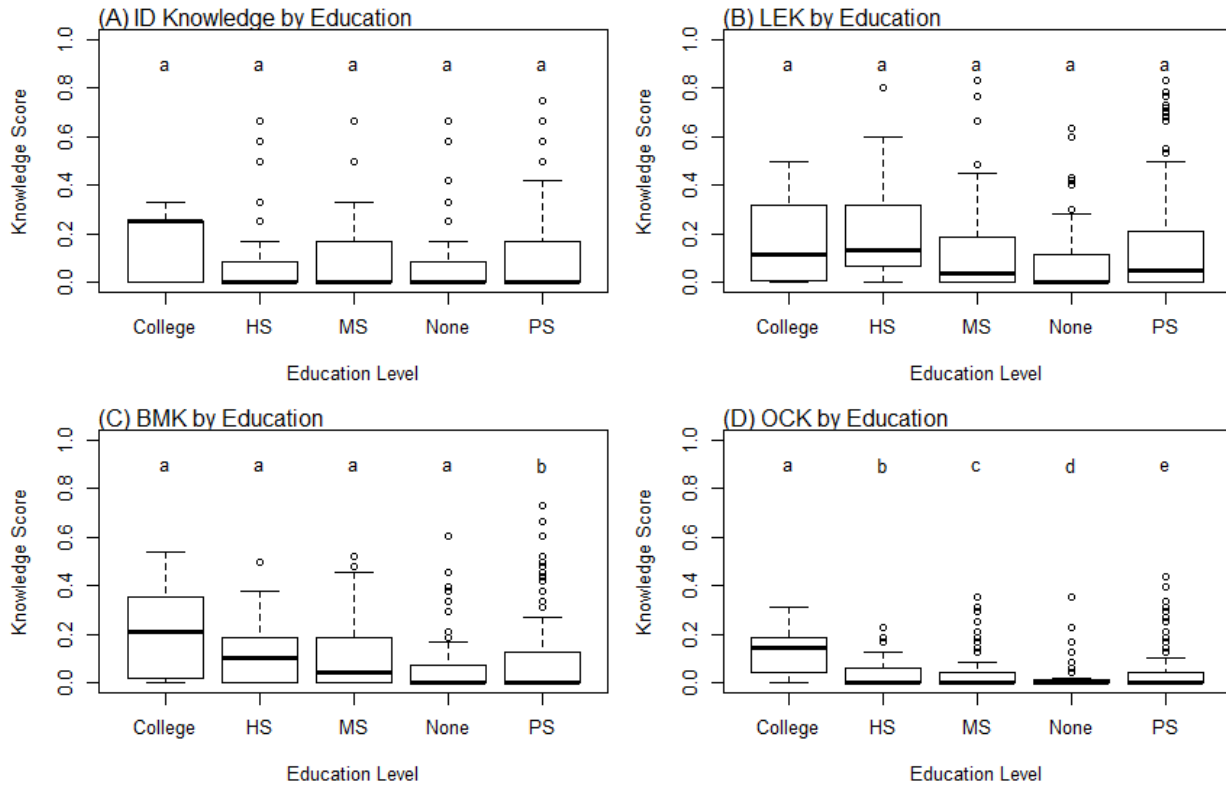 (A) ID Knowledge by Education
Knowledge Score
1.0
0.8
0.6
0.4
0.2
0.0
a a a a a
College HS MS None PS
Education Level
(B) LEK by Education
Knowledge Score
1.0
0.8
0.6
0.4
0.2
0.0
a a a a a
College HS MS None PS
Education Level
(C) BMK by Education
Knowledge Score
1.0
0.8
0.6
0.4
0.2
0.0
a a a a b
College HS MS None PS
Education Level
(D) OCK by Education
Knowledge Score
1.0
0.8
0.6
0.4
0.2
0.0
a b c d e
College HS MS None PS
Education Level